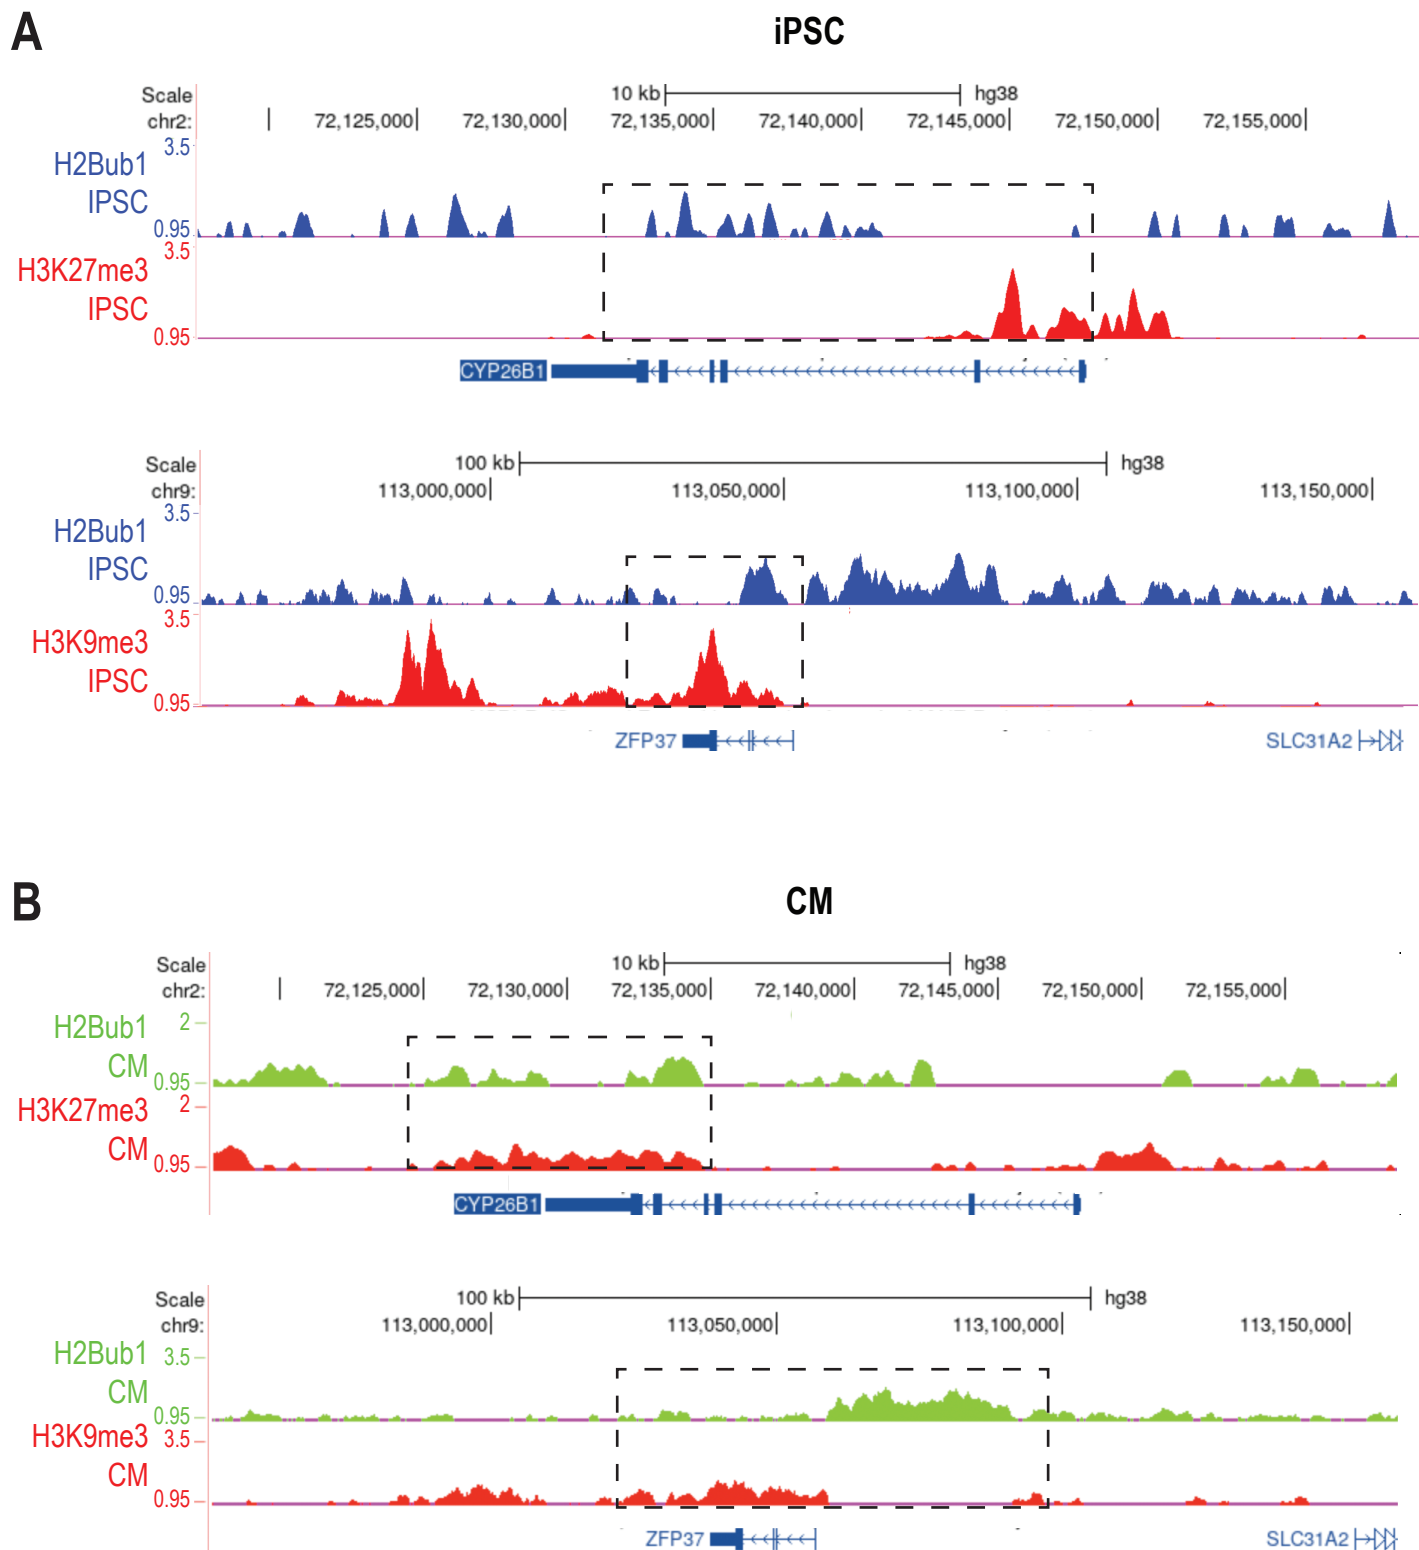 A
iPSC
Scale 10 kb hg38
chr2: 72,125,000 72,130,000 72,135,000 72,140,000 72,145,000 72,150,000 72,155,000
3.5
H2Bub1
IPSC
0.95
3.5
H3K27me3
IPSC
0.95
CYP26B1
Scale 100 kb hg38
chr9: 113,000,000 113,050,000 113,100,000 113,150,000
3.5
H2Bub1
IPSC
0.95
3.5
H3K9me3
IPSC
0.95
ZFP37 SLC31A2
B
CM
Scale 10 kb hg38
chr2: 72,125,000 72,130,000 72,135,000 72,140,000 72,145,000 72,150,000 72,155,000
H2Bub1 2
CM 0.95
H3K27me3 2
CM 0.95
CYP26B1
Scale 100 kb hg38
chr9: 113,000,000 113,050,000 113,100,000 113,150,000
H2Bub1 3.5
CM 0.95
H3K9me3 3.5
CM 0.95
ZFP37 SLC31A2